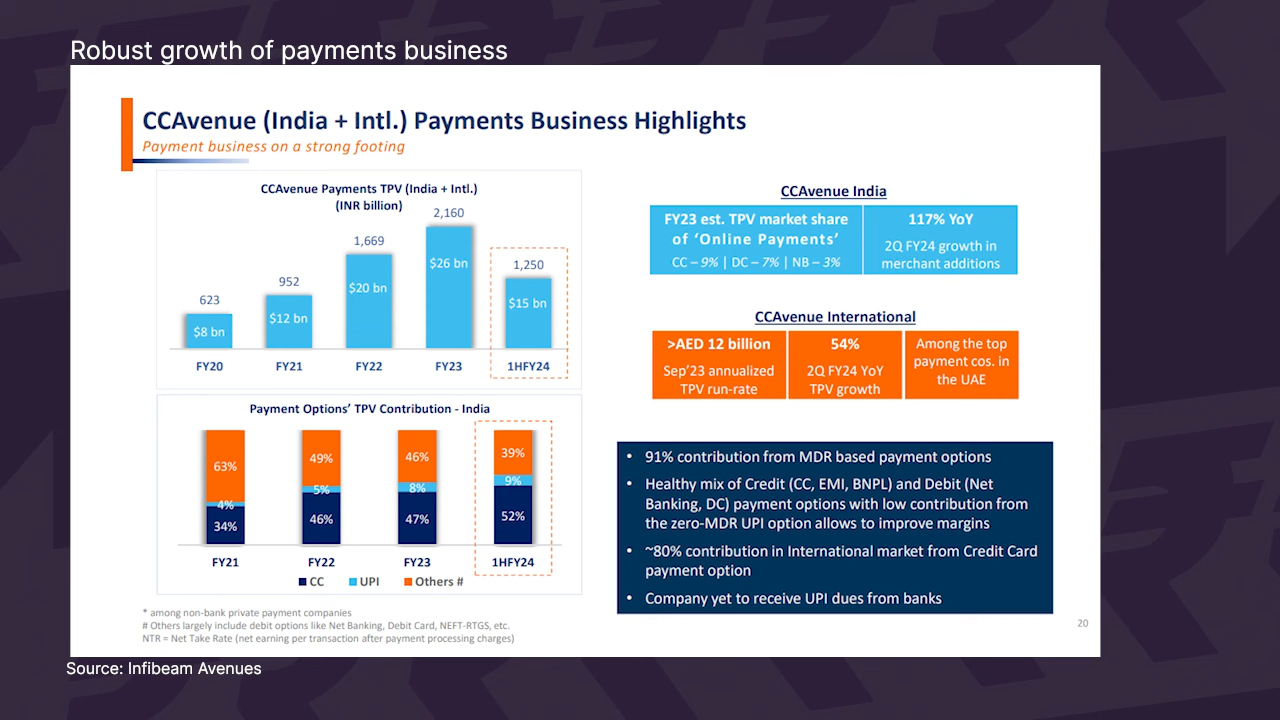 Robust growth of payments business
CCAvenue (India + Intl.) Payments Business Highlights
Payment business on a strong footing
CCAvenue Payments TPV (India + Intl.)
(INR billion)
623
952
1,669
2,160
1,250
$8 bn
$12 bn
$20 bn
$26 bn
$15 bn
FY20
FY21
FY22
FY23
1HFY24
Payment Options' TPV Contribution - India
63%
49%
46%
39%
4%
5%
8%
9%
34%
46%
47%
52%
FY21
FY22
FY23
1HFY24
CC
UPI
Others #
* among non-bank private payment companies
# Others largely include debit options like Net Banking, Debit Card, NEFT-RTGS, etc.
NTR = Net Take Rate (net earning per transaction after payment processing charges)
CCAvenue India
FY23 est. TPV market share
of ‘Online Payments’
CC – 9% | DC – 7% | NB – 3%
117% YoY
2Q FY24 growth in
merchant additions
CCAvenue International
>AED 12 billion
Sep’23 annualized
TPV run-rate
54%
2Q FY24 YoY
TPV growth
Among the top
payment cos. in
the UAE
• 91% contribution from MDR based payment options
• Healthy mix of Credit (CC, EMI, BNPL) and Debit (Net
Banking, DC) payment options with low contribution from
the zero-MDR UPI option allows to improve margins
• ~80% contribution in International market from Credit Card
payment option
• Company yet to receive UPI dues from banks
20
Source: Infibeam Avenues